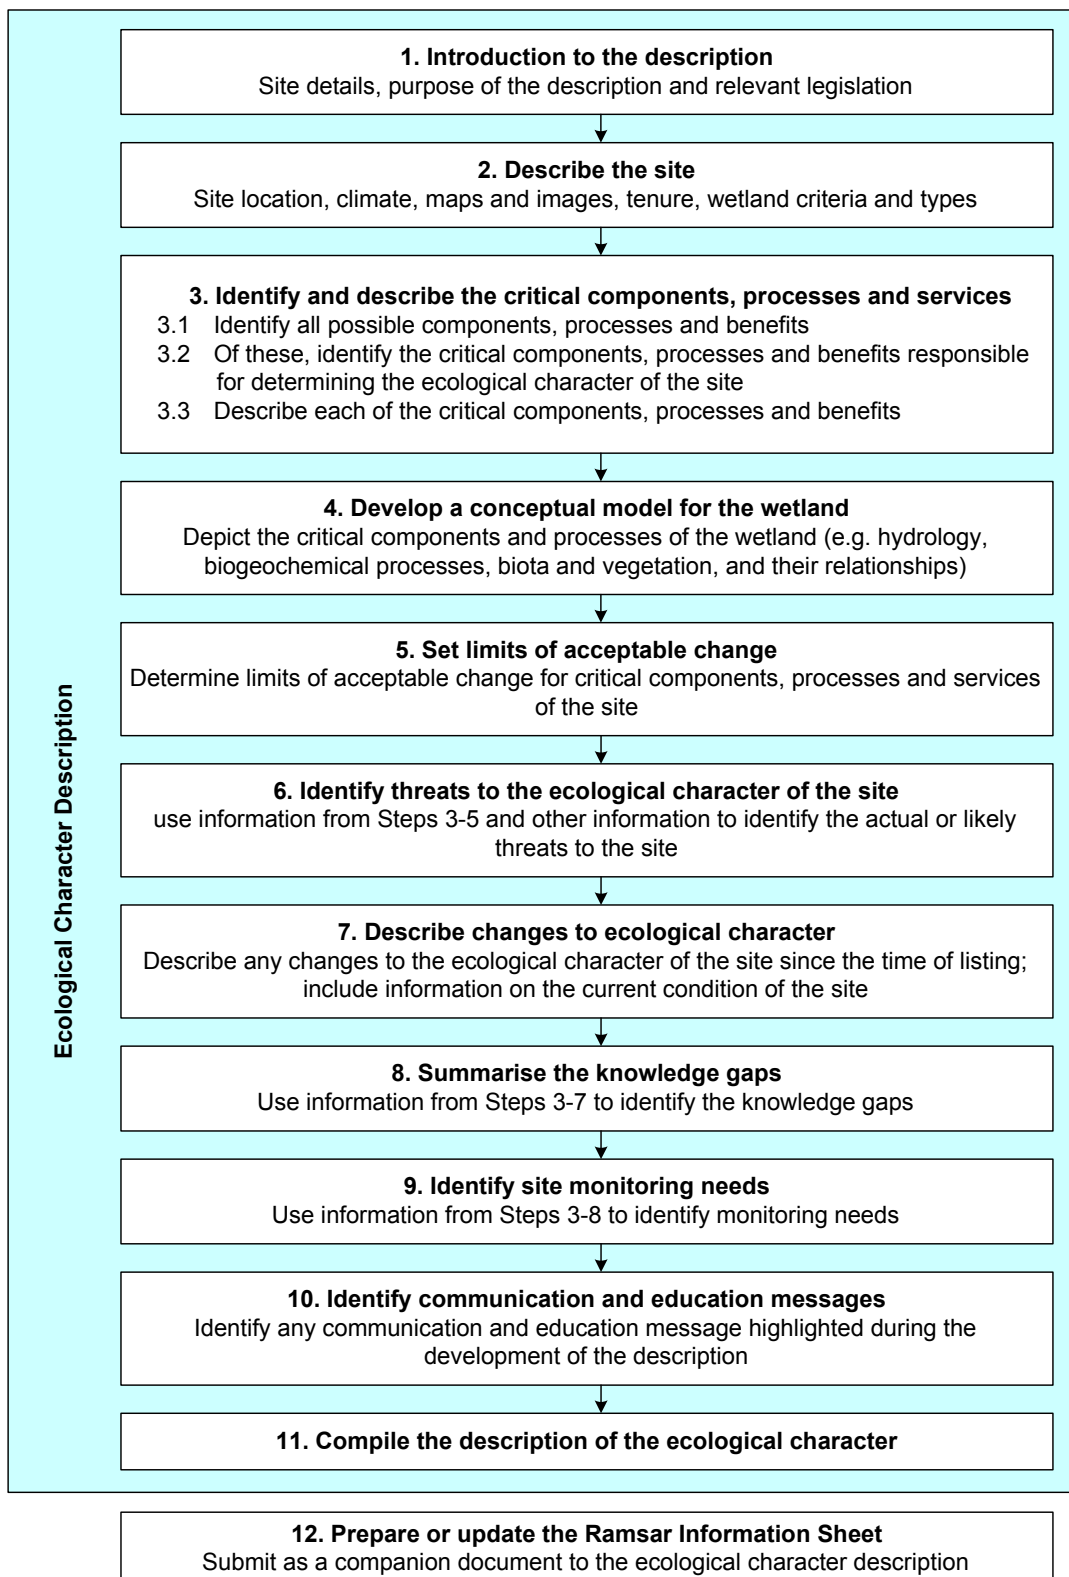 1. Introduction to the description
Site details, purpose of the description and relevant legislation
2. Describe the site
Site location, climate, maps and images, tenure, wetland criteria and types
3. Identify and describe the critical components, processes and services
3.1 Identify all possible components, processes and benefits
3.2 Of these, identify the critical components, processes and benefits responsible
for determining the ecological character of the site
3.3 Describe each of the critical components, processes and benefits
4. Develop a conceptual model for the wetland
Depict the critical components and processes of the wetland (e.g. hydrology,
biogeochemical processes, biota and vegetation, and their relationships)
5. Set limits of acceptable change
Determine limits of acceptable change for critical components, processes and services
of the site
6. Identify threats to the ecological character of the site
use information from Steps 3-5 and other information to identify the actual or likely
threats to the site
7. Describe changes to ecological character
Describe any changes to the ecological character of the site since the time of listing;
include information on the current condition of the site
8. Summarise the knowledge gaps
Use information from Steps 3-7 to identify the knowledge gaps
9. Identify site monitoring needs
Use information from Steps 3-8 to identify monitoring needs
10. Identify communication and education messages
Identify any communication and education message highlighted during the
development of the description
11. Compile the description of the ecological character
Ecological Character Description
12. Prepare or update the Ramsar Information Sheet
Submit as a companion document to the ecological character description